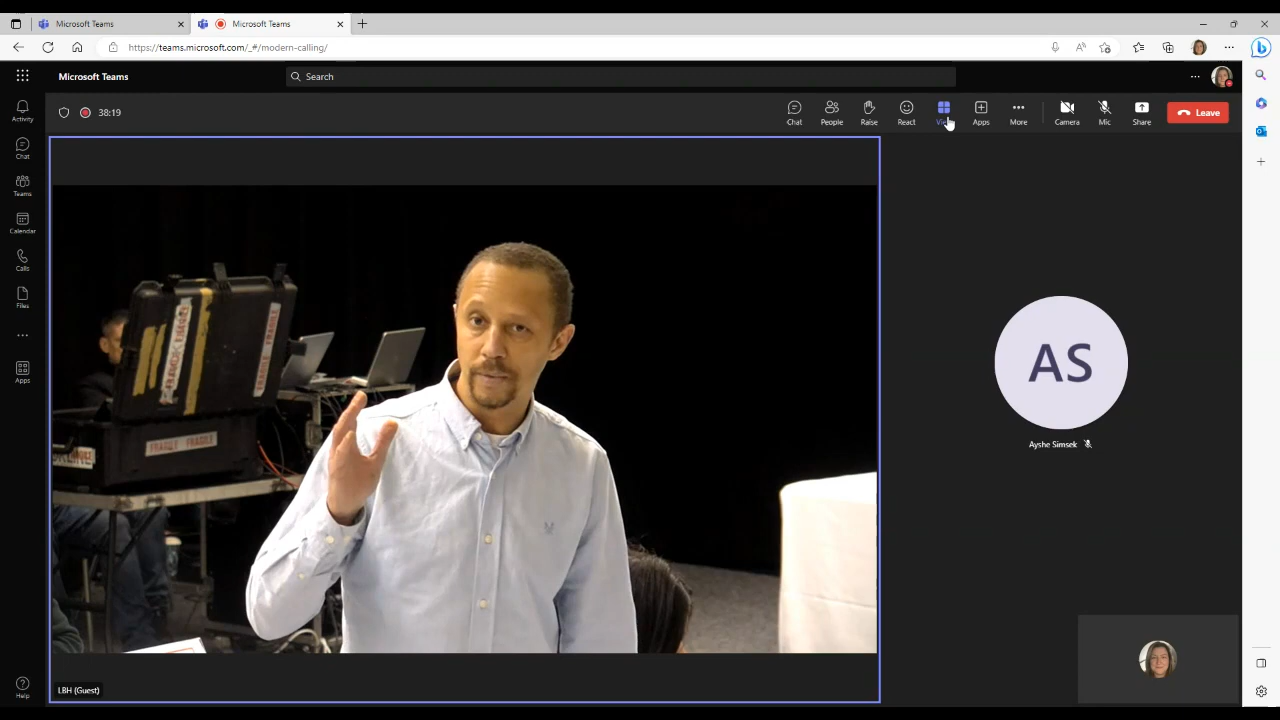 Microsoft Teams
Microsoft Teams
https://teams.microsoft.com/_#/modern-calling/
Microsoft Teams
Search
38:19
Chat
People
Raise
React
View
Apps
More
Camera
Mic
Share
Leave
Activity
Chat
Teams
Calendar
Calls
Files
Apps
Help
FRAGILE
FRAGILE FRAGILE
AS
Ayshe Simsek
LBH (Guest)